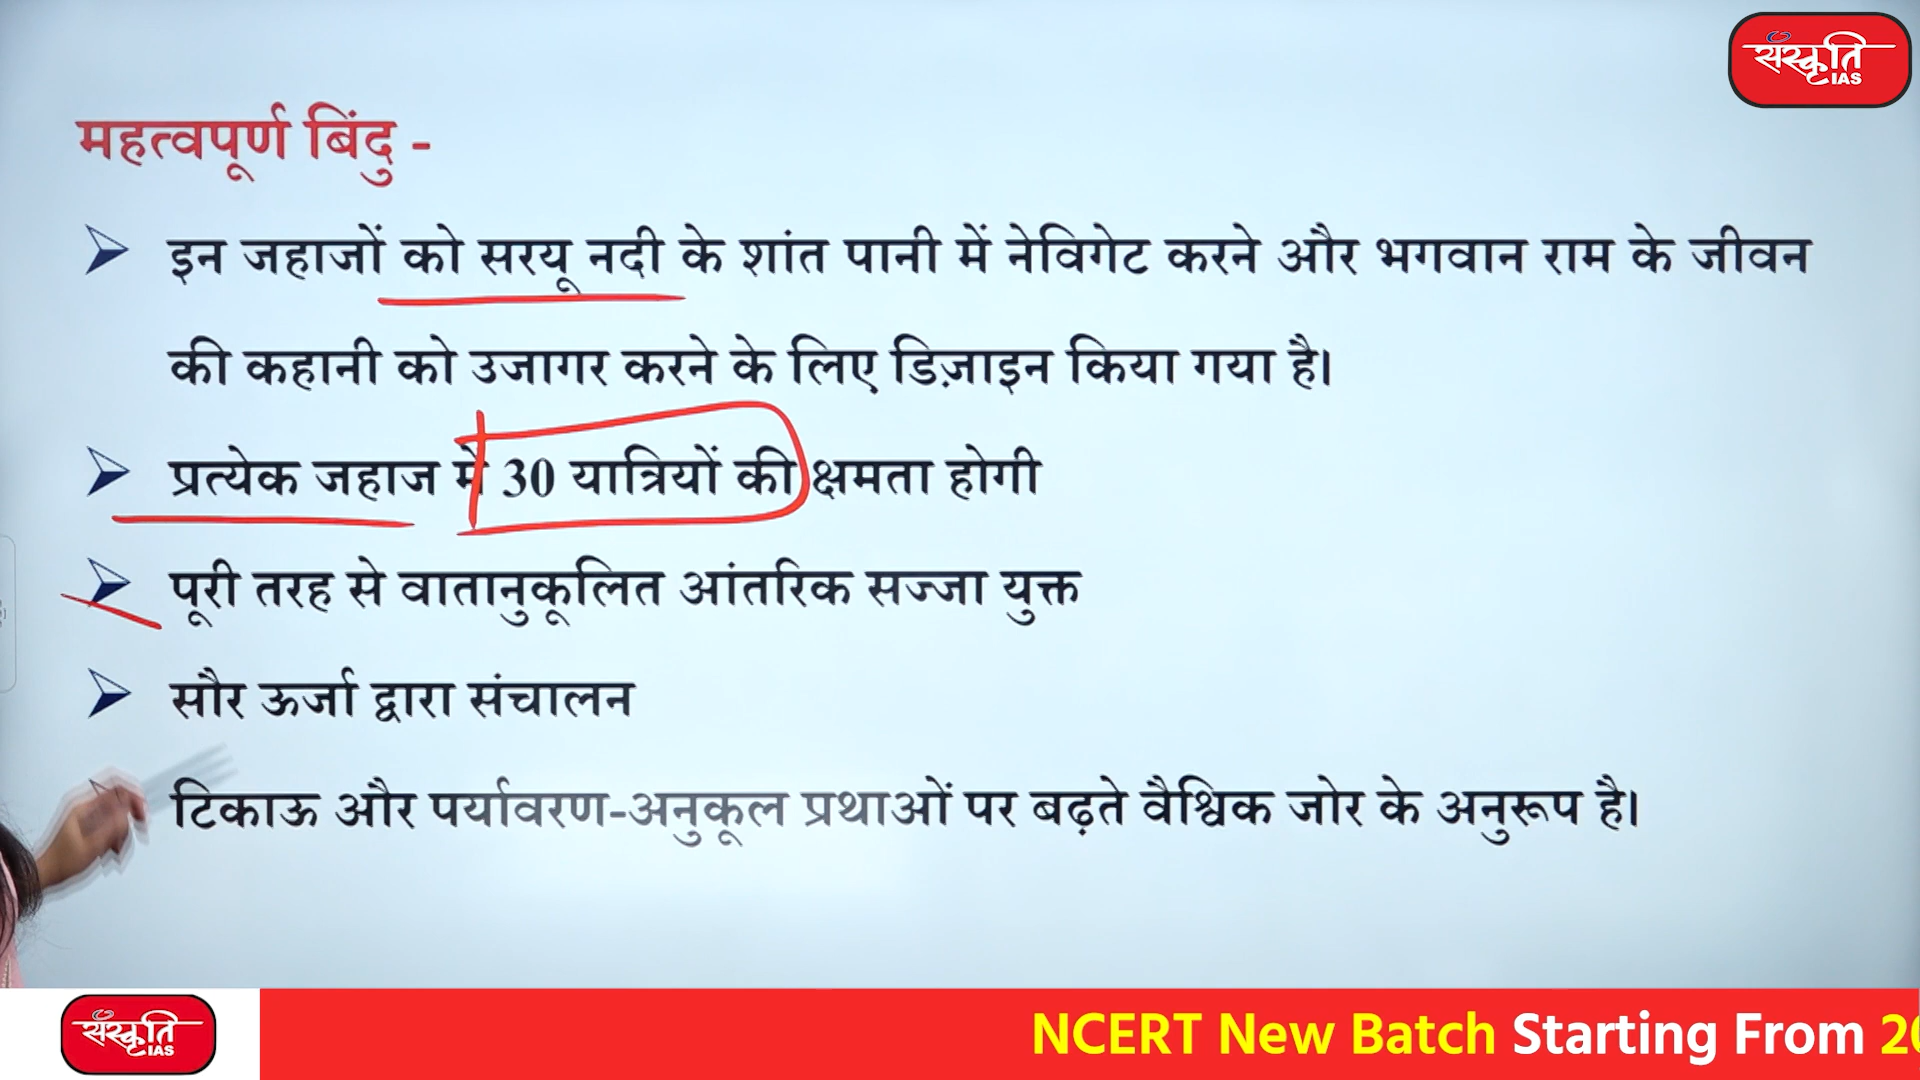 संस्कृति
IAS
महत्वपूर्ण बिंदु -
इन जहाजों को सरयू नदी के शांत पानी में नेविगेट करने और भगवान राम के जीवन
की कहानी को उजागर करने के लिए डिज़ाइन किया गया है।
प्रत्येक जहाज में 30 यात्रियों की क्षमता होगी
पूरी तरह से वातानुकूलित आंतरिक सज्जा युक्त
सौर ऊर्जा द्वारा संचालन
टिकाऊ और पर्यावरण-अनुकूल प्रथाओं पर बढ़ते वैश्विक जोर के अनुरूप है।
संस्कृति
IAS
NCERT New Batch Starting From